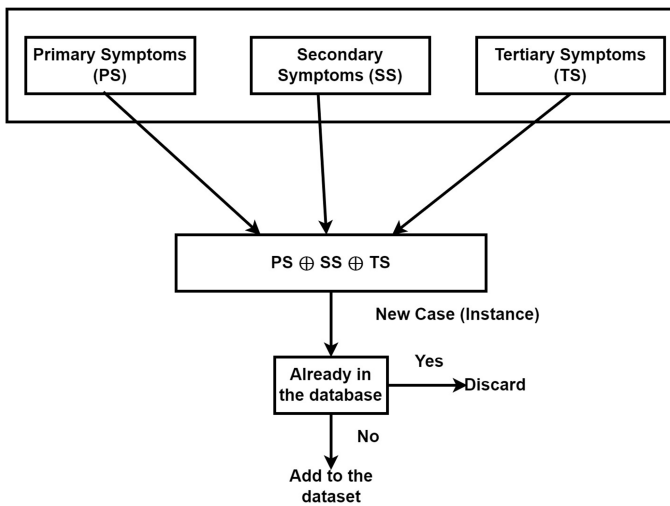 Primary Symptoms
(PS)
Secondary
Symptoms (SS)
Tertiary Symptoms
(TS)
PS ⊕ SS ⊕ TS
New Case (Instance)
Already in
the database
Yes
Discard
No
Add to the
dataset